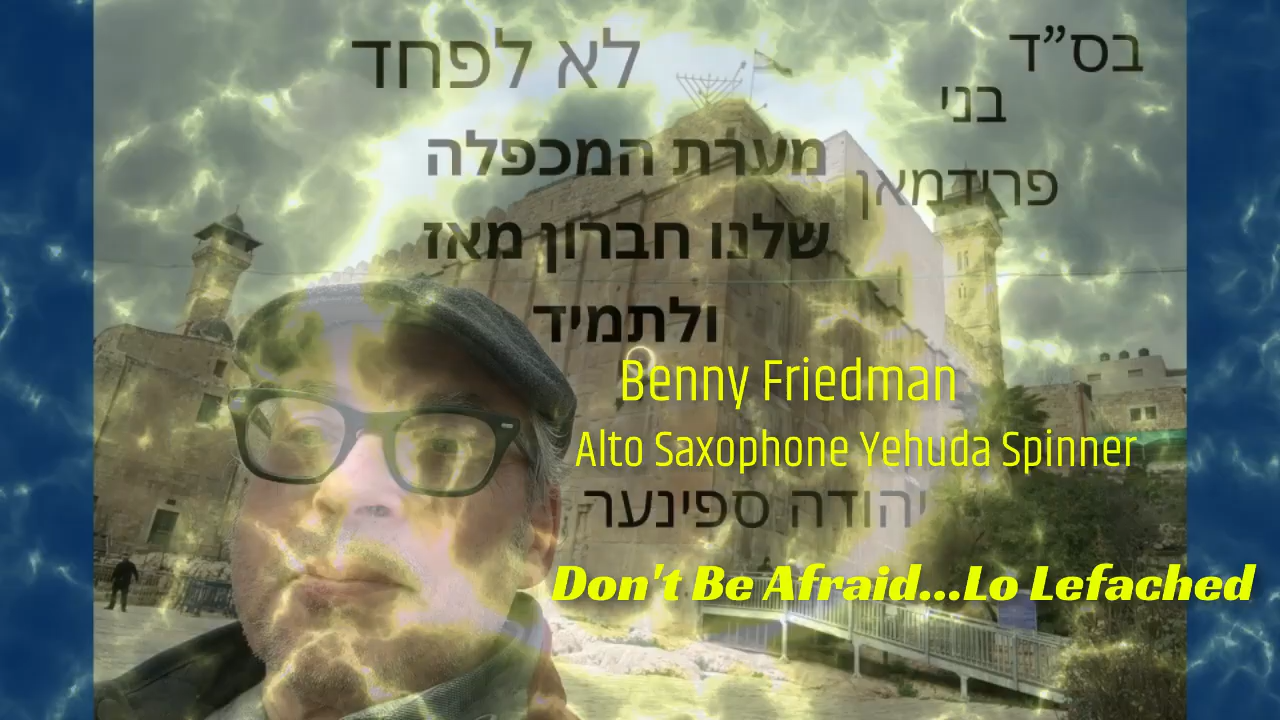 בס״ד
לא לפחד
בני
פרידמאן
מערת המכפלה
שלנו חברון מאז
ולתמיד
Benny Friedman
Alto Saxophone Yehuda Spinner
יהודה ספינער
Don't Be Afraid...Lo Lefached